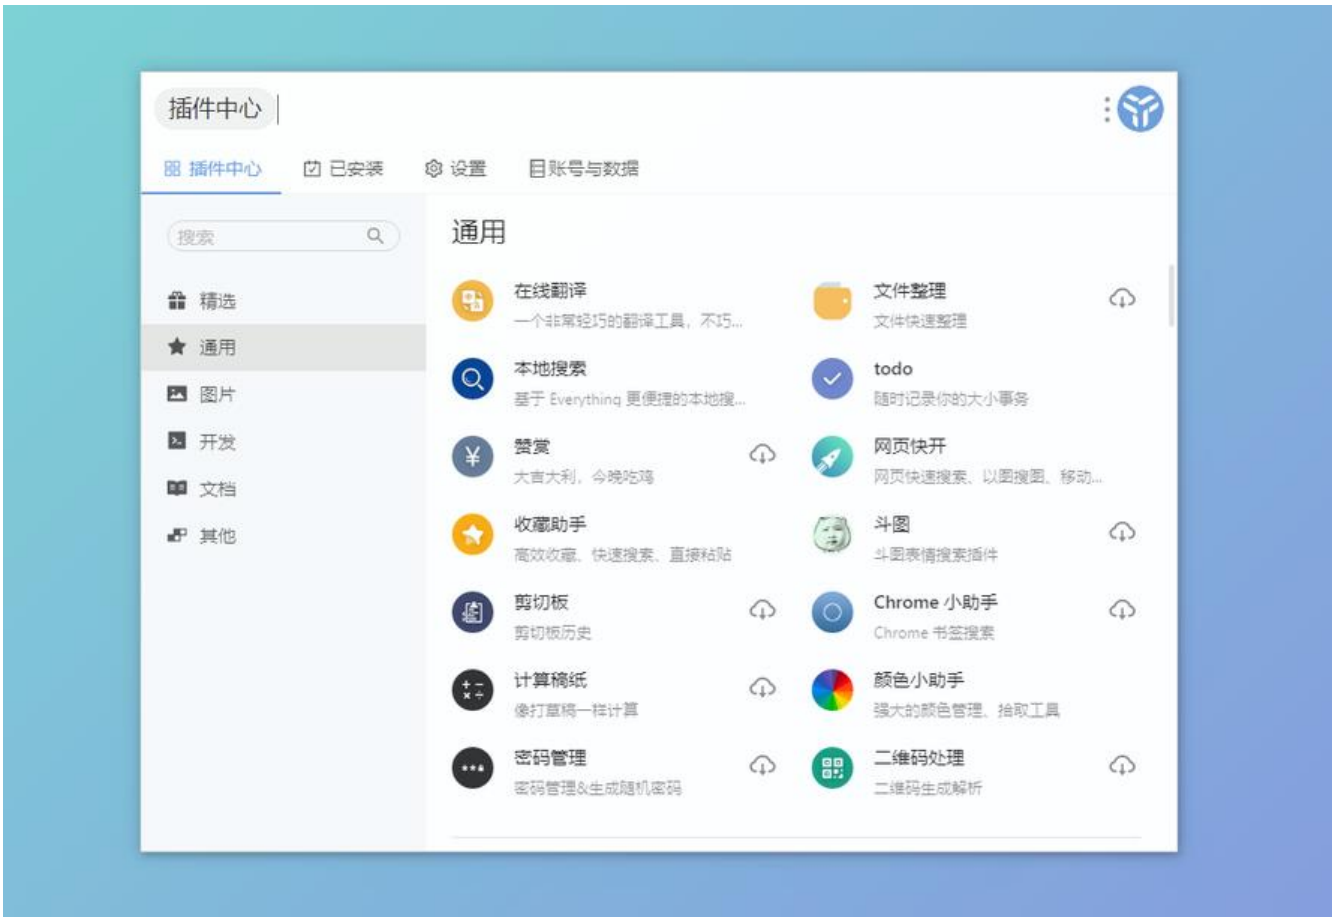 插件中心
插件中心
已安装
设置
账号与数据
搜索
精选
通用
图片
开发
文档
其他
通用
在线翻译
一个非常轻巧的翻译工具，不巧...
文件整理
文件快速整理
本地搜索
基于 Everything 更便捷的本地搜...
todo
随时记录你的大小事务
赞赏
大吉大利，今晚吃鸡
网页快开
网页快速搜索、以图搜图、移动...
收藏助手
高效收藏、快速搜索、直接粘贴
斗图
斗图表情搜索插件
剪切板
剪切板历史
Chrome 小助手
Chrome 书签搜索
计算稿纸
像打草稿一样计算
颜色小助手
强大的颜色管理、拾取工具
密码管理
密码管理&生成随机密码
二维码处理
二维码生成解析